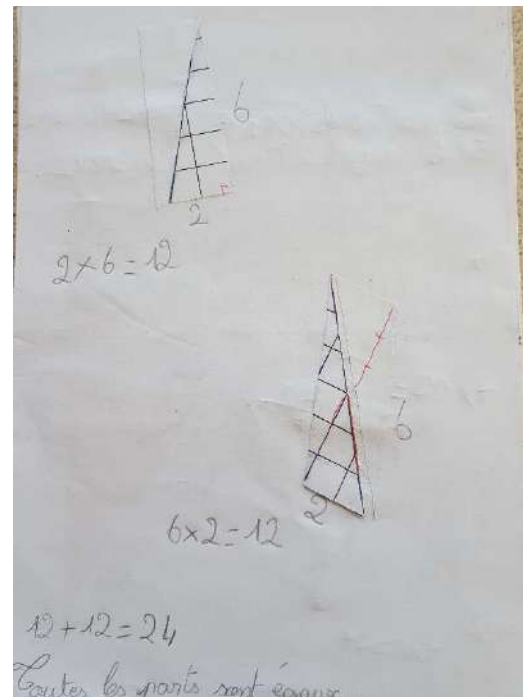 6
2
2 × 6 = 12
6
2
6 × 2 = 12
12 + 12 = 24
Toutes les parts sont égaux